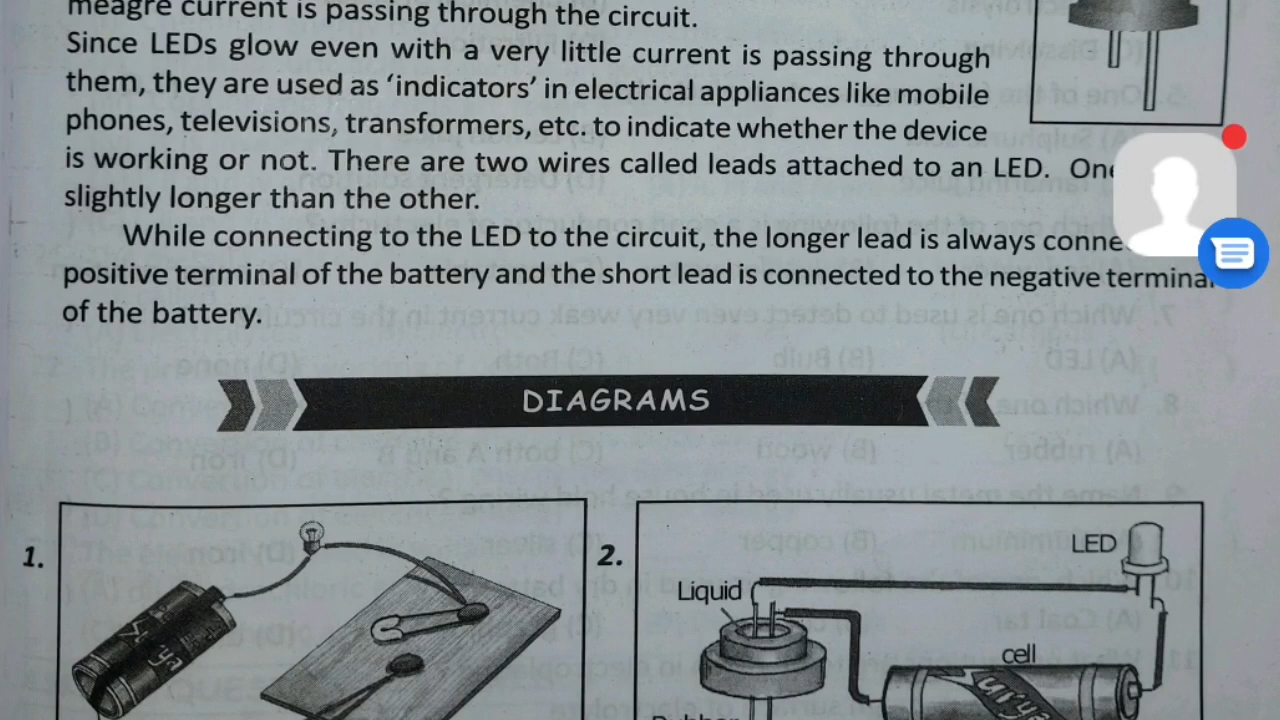 meagre current is passing through the circuit.
Since LEDs glow even with a very little current is passing through
them, they are used as ‘indicators’ in electrical appliances like mobile
phones, televisions, transformers, etc. to indicate whether the device
is working or not. There are two wires called leads attached to an LED.
slightly longer than the other.
While connecting to the LED to the circuit, the longer lead is always
positive terminal of the battery and the short lead is connected to the negative terminal
of the battery.
DIAGRAMS
1.
2.
LED
Liquid
cell
Surya
Surya
Rubber